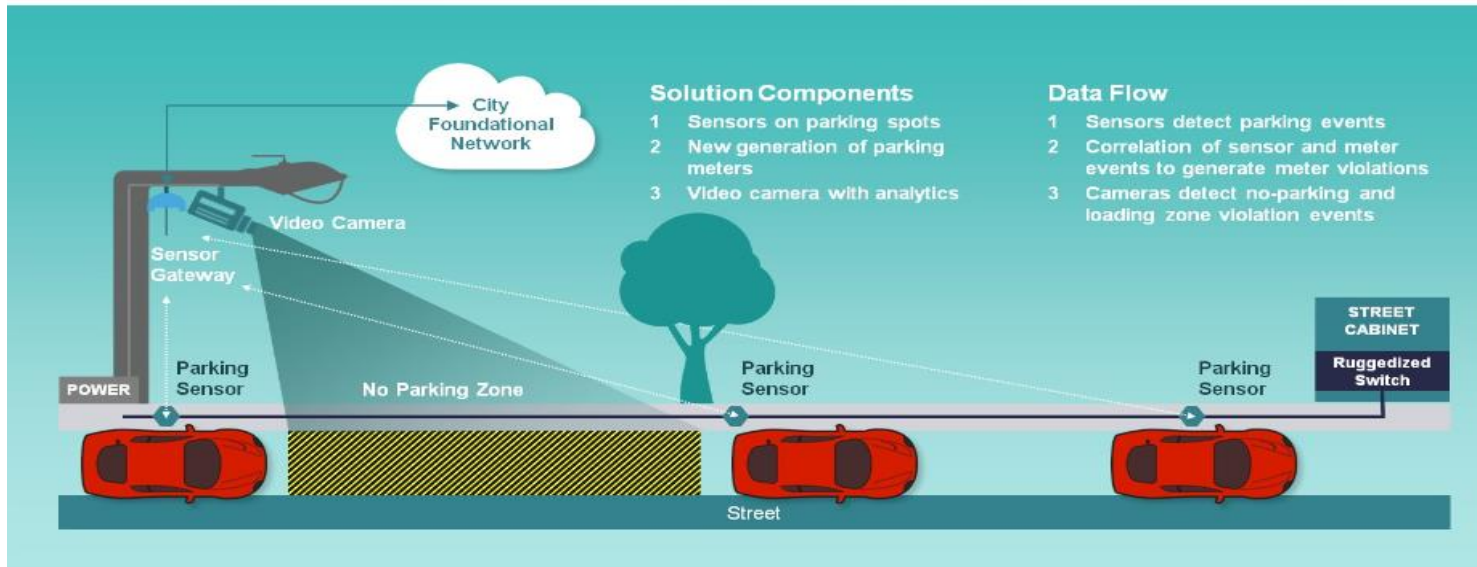 City
Foundational
Network
Solution Components
1 Sensors on parking spots
2 New generation of parking
meters
3 Video camera with analytics
Data Flow
1 Sensors detect parking events
2 Correlation of sensor and meter
events to generate meter violations
3 Cameras detect no-parking and
loading zone violation events
Video Camera
Sensor
Gateway
STREET
CABINET
Ruggedized
Switch
POWER
Parking
Sensor
No Parking Zone
Parking
Sensor
Parking
Sensor
Street